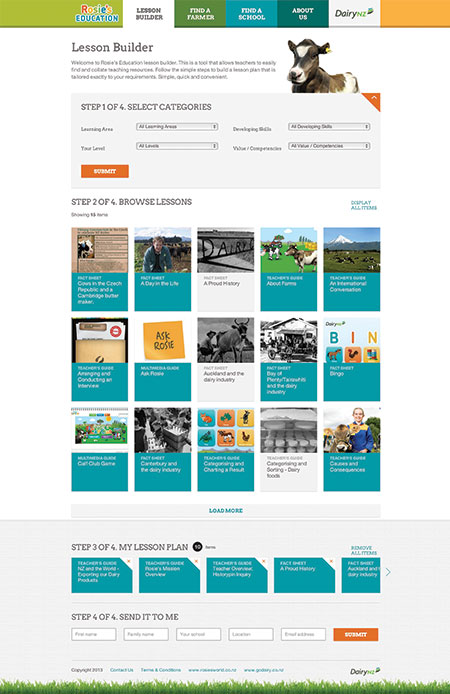 Rosie's
EDUCATION
LESSON
BUILDER
FIND A
FARMER
FIND A
SCHOOL
ABOUT
US
DairyNZ
Lesson Builder
Welcome to Rosie's Education lesson builder. This is a tool that allows teachers to easily
find and collate teaching resources. Follow the simple steps to build a lesson plan that is
tailored exactly to your requirements. Simple, quick and convenient.
STEP 1 OF 4. SELECT CATEGORIES
Learning Area
All Learning Areas
Developing Skills
All Developing Skills
Your Level
All Levels
Value / Competencies
All Value / Competencies
SUBMIT
STEP 2 OF 4. BROWSE LESSONS
DISPLAY
ALL ITEMS
Showing 15 items
DAIRY
FACT SHEET
Cows in the Czech
Republic and a
Cambridge butter
maker.
FACT SHEET
A Day in the Life
FACT SHEET
A Proud History
TEACHER'S GUIDE
About Farms
TEACHER'S GUIDE
An International
Conversation
ASK
ROSIE
DairyNZ
BIN
TEACHER'S GUIDE
Arranging and
Conducting an
Interview
MULTIMEDIA GUIDE
Ask Rosie
FACT SHEET
Auckland and the
dairy industry
FACT SHEET
Bay of
Plenty/Tairawhiti
and the dairy
industry
FACT SHEET
Bingo
MULTIMEDIA GUIDE
Calf Club Game
FACT SHEET
Canterbury and
the dairy industry
TEACHER'S GUIDE
Categorising and
Charting a Result
TEACHER'S GUIDE
Categorising and
Sorting - Dairy
foods
TEACHER'S GUIDE
Causes and
Consequences
LOAD MORE
STEP 3 OF 4. MY LESSON PLAN 10 items
REMOVE
ALL ITEMS
TEACHER'S GUIDE
NZ and the World -
Exporting our Dairy
Products
TEACHER'S GUIDE
Rosie's Mission
Overview
TEACHER'S GUIDE
Teacher Overview:
Historypin Inquiry
FACT SHEET
A Proud History
FACT SHEET
Auckland and t
dairy industry
STEP 4 OF 4. SEND IT TO ME
First name
Family name
Your school
Location
Email address
SUBMIT
Copyright 2013
Contact Us
Terms & Conditions
www.rosiesworld.co.nz
www.godairy.co.nz
DairyNZ